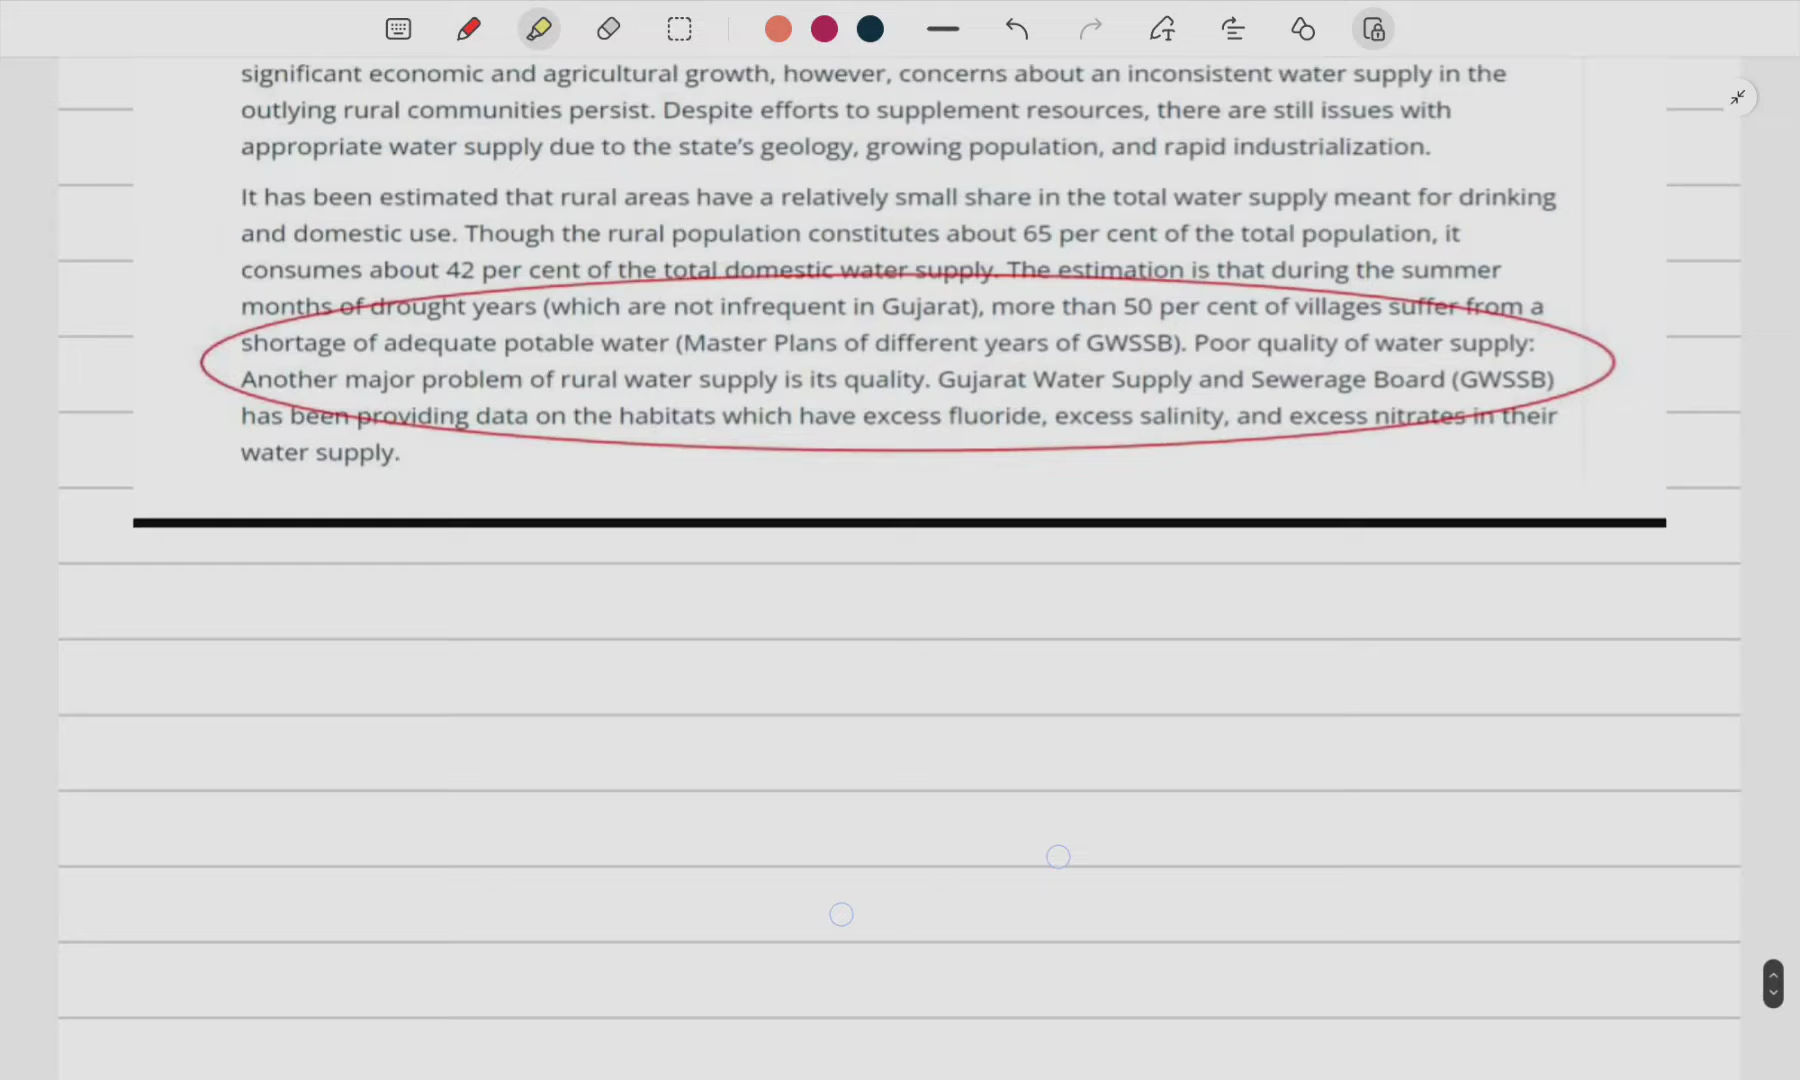 significant economic and agricultural growth, however, concerns about an inconsistent water supply in the
outlying rural communities persist. Despite efforts to supplement resources, there are still issues with
appropriate water supply due to the state's geology, growing population, and rapid industrialization.
It has been estimated that rural areas have a relatively small share in the total water supply meant for drinking
and domestic use. Though the rural population constitutes about 65 per cent of the total population, it
consumes about 42 per cent of the total domestic water supply. The estimation is that during the summer
months of drought years (which are not infrequent in Gujarat), more than 50 per cent of villages suffer from a
shortage of adequate potable water (Master Plans of different years of GWSSB). Poor quality of water supply:
Another major problem of rural water supply is its quality. Gujarat Water Supply and Sewerage Board (GWSSB)
has been providing data on the habitats which have excess fluoride, excess salinity, and excess nitrates in their
water supply.